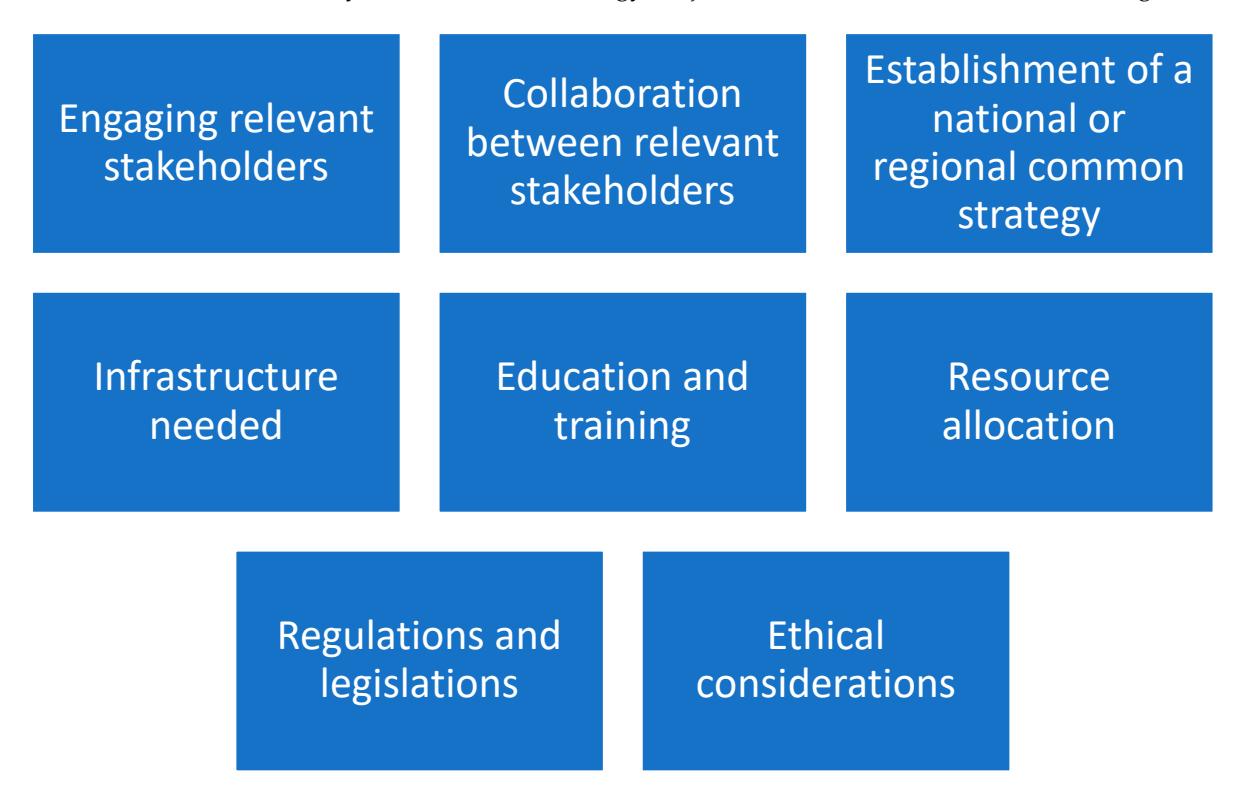 Engaging relevant
stakeholders
Collaboration
between relevant
stakeholders
Establishment of a
national or
regional common
strategy
Infrastructure
needed
Education and
training
Resource
allocation
Regulations and
legislations
Ethical
considerations